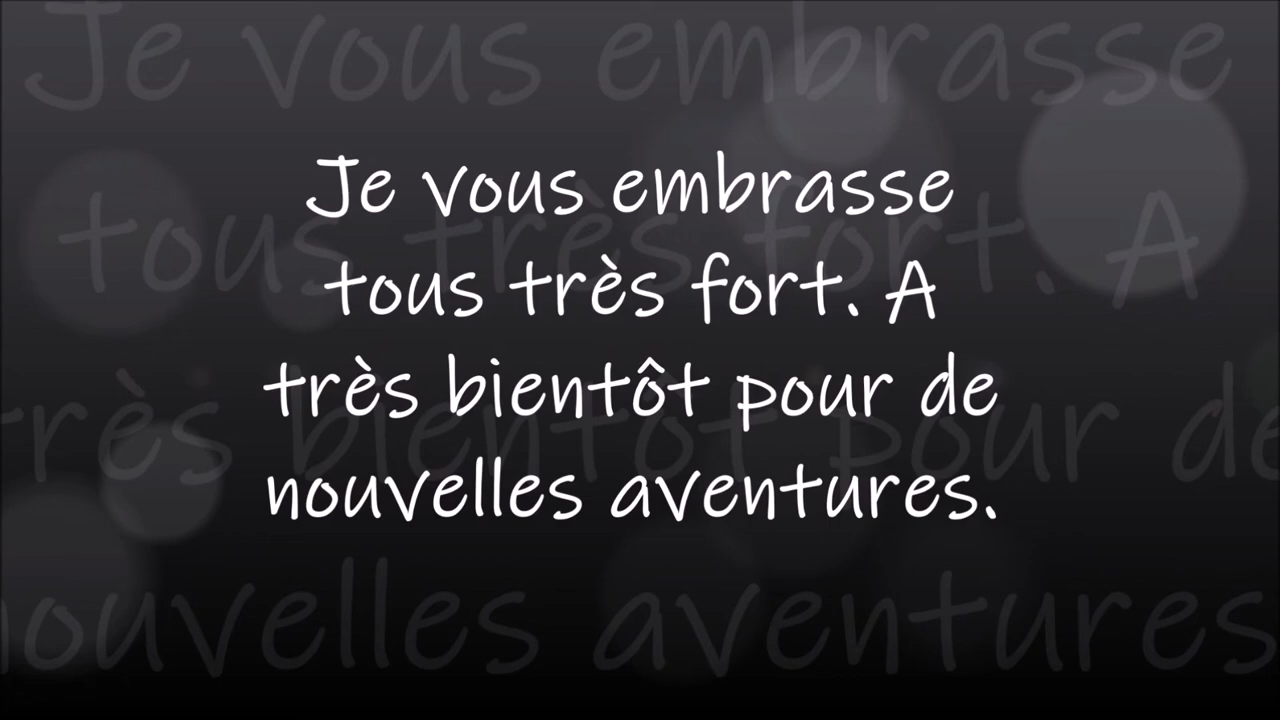 Je vous embrasse
tous très fort. A
très bientôt pour de
nouvelles aventures.